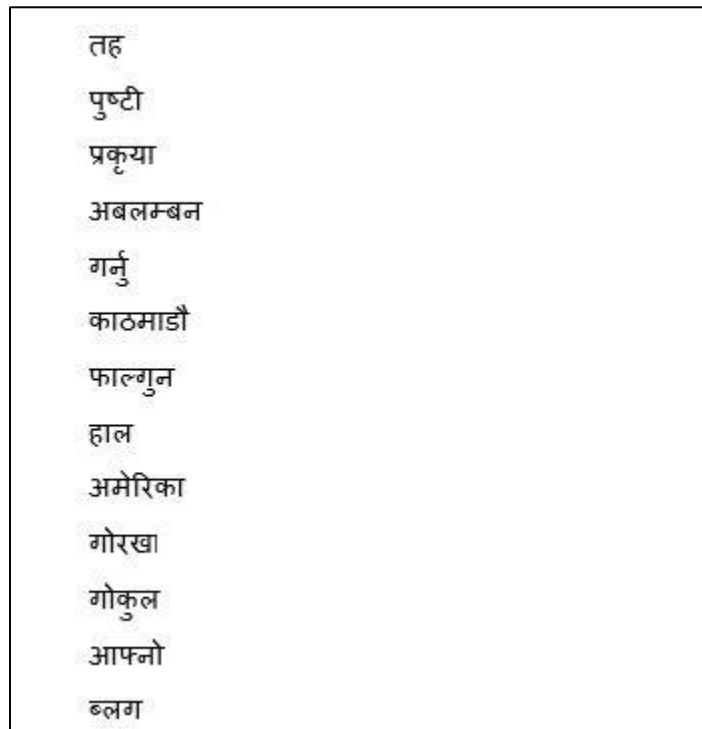 तह
पुष्टी
प्रकृया
अबलम्बन
गर्नु
काठमाडौ
फाल्गुन
हाल
अमेरिका
गोरखा
गोकुल
आफ्नो
ब्लग